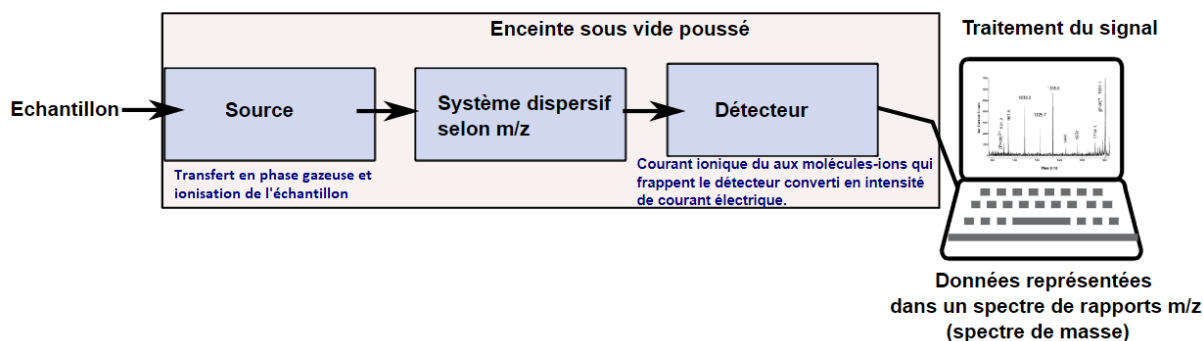 Enceinte sous vide poussé
Traitement du signal
Echantillon
Source
Système dispersif
selon m/z
Détecteur
Transfert en phase gazeuse et
ionisation de l'échantillon
Courant ionique du aux molécules-ions qui
frappent le détecteur converti en intensité
de courant électrique.
Données représentées
dans un spectre de rapports m/z
(spectre de masse)